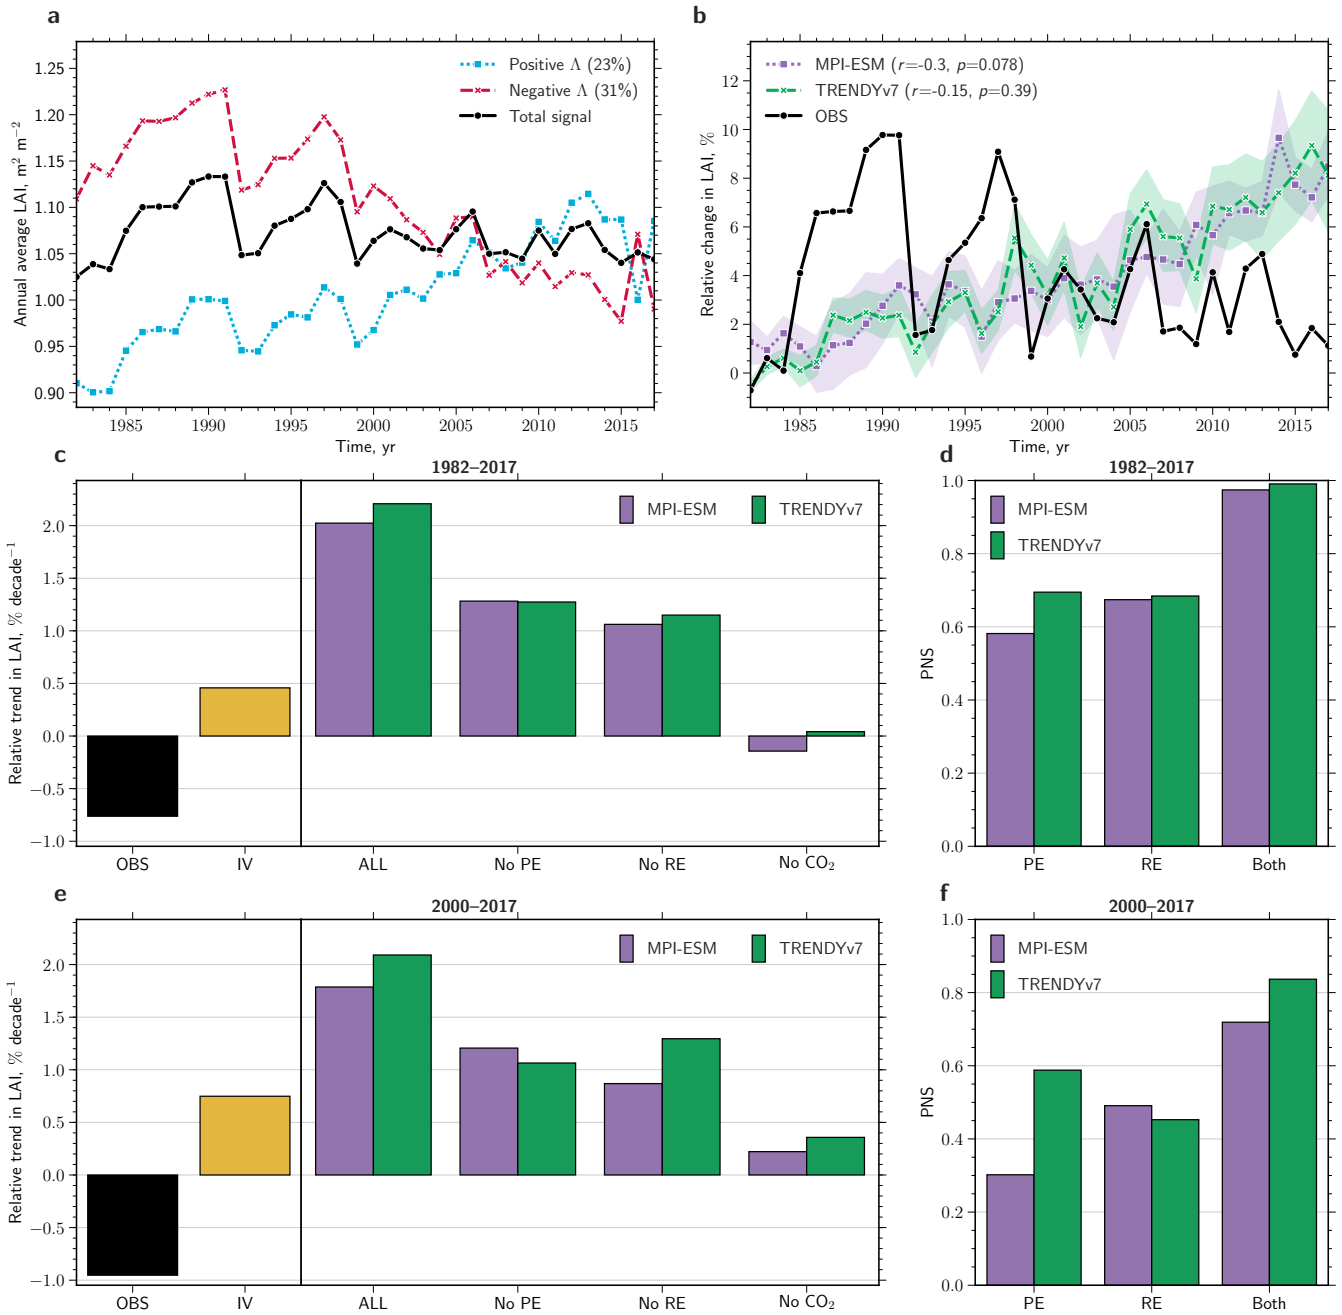 a
Annual average LAI, m² m⁻²
1.25
1.20
1.15
1.10
1.05
1.00
0.95
0.90
Positive Λ (23%)
Negative Λ (31%)
Total signal
1985 1990 1995 2000 2005 2010 2015
Time, yr
b
Relative change in LAI, %
12
10
8
6
4
2
0
MPI-ESM (r=-0.3, p=0.078)
TRENDYv7 (r=-0.15, p=0.39)
OBS
1985 1990 1995 2000 2005 2010 2015
Time, yr
c
1982–2017
Relative trend in LAI, % decade⁻¹
2.0
1.5
1.0
0.5
0.0
−0.5
−1.0
MPI-ESM TRENDYv7
OBS IV ALL No PE No RE No CO₂
d
1982–2017
PNS
1.0
0.8
0.6
0.4
0.2
0.0
MPI-ESM
TRENDYv7
PE RE Both
e
2000–2017
Relative trend in LAI, % decade⁻¹
2.0
1.5
1.0
0.5
0.0
−0.5
−1.0
MPI-ESM TRENDYv7
OBS IV ALL No PE No RE No CO₂
f
2000–2017
PNS
1.0
0.8
0.6
0.4
0.2
0.0
MPI-ESM
TRENDYv7
PE RE Both